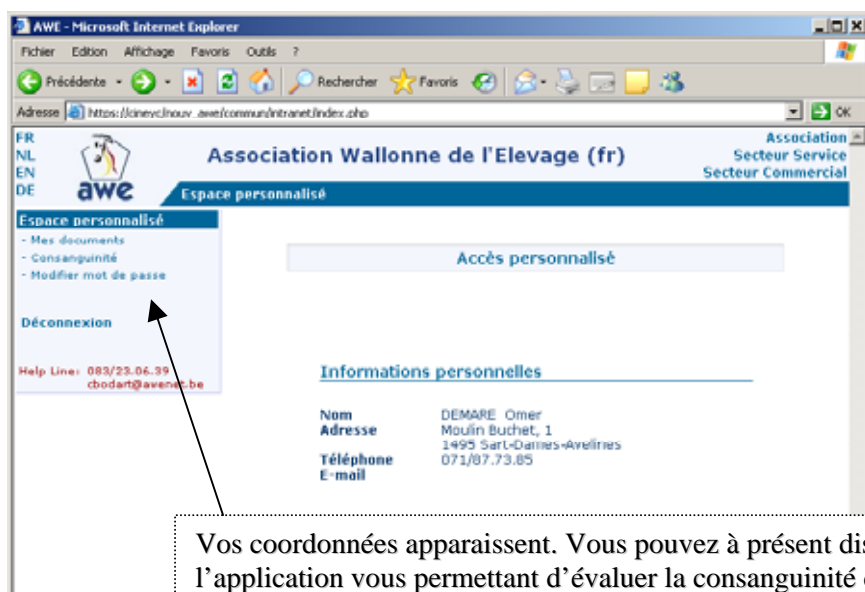 AWE - Microsoft Internet Explorer
Fichier Edition Affichage Favoris Outils ?
Précédente Rechercher Favoris
Adresse https://cineyc/nouv_awe/commun/intranet/index.php OK
FR
NL
EN
DE
awe
Association Wallonne de l'Elevage (fr)
Association
Secteur Service
Secteur Commercial
Espace personnalisé
Espace personnalisé
- Mes documents
- Consanguinité
- Modifier mot de passe
Déconnexion
Help Line: 083/23.06.39
cbodart@awenet.be
Accès personnalisé
Informations personnelles
Nom DEMARE Omer
Adresse Moulin Buchet, 1
1495 Sart-Dames-Avelines
Téléphone 071/87.73.85
E-mail
Vos coordonnées apparaissent. Vous pouvez à présent dis
l'application vous permettant d'évaluer la consanguinité